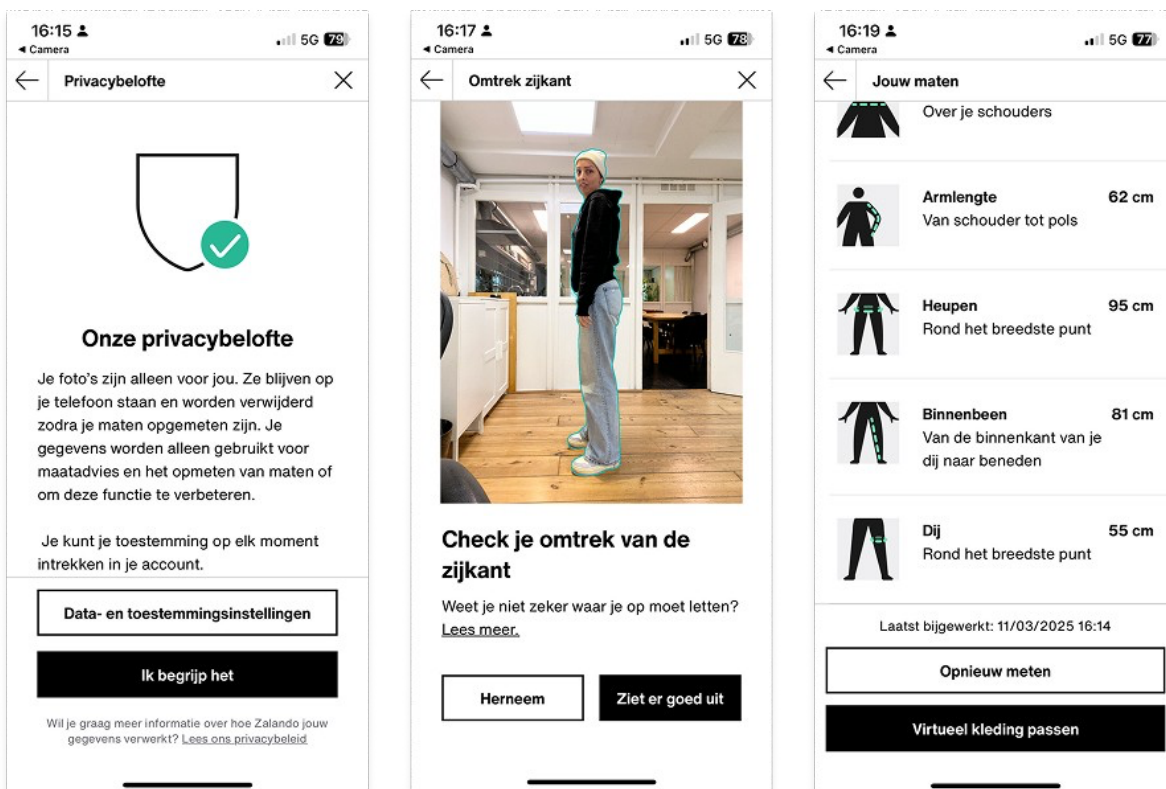 16:15
Camera
5G 79
Privacybelofte
Onze privacybelofte
Je foto's zijn alleen voor jou. Ze blijven op
je telefoon staan en worden verwijderd
zodra je maten opgemeten zijn. Je
gegevens worden alleen gebruikt voor
maatadvies en het opmeten van maten of
om deze functie te verbeteren.
Je kunt je toestemming op elk moment
intrekken in je account.
Data- en toestemmingsinstellingen
Ik begrijp het
Wil je graag meer informatie over hoe Zalando jouw
gegevens verwerkt? Lees ons privacybeleid
16:17
Camera
5G 78
Omtrek zijkant
Check je omtrek van de
zijkant
Weet je niet zeker waar je op moet letten?
Lees meer.
Herneem
Ziet er goed uit
16:19
Camera
5G 77
Jouw maten
Over je schouders
Armlengte 62 cm
Van schouder tot pols
Heupen 95 cm
Rond het breedste punt
Binnenbeen 81 cm
Van de binnenkant van je
dij naar beneden
Dij 55 cm
Rond het breedste punt
Laatst bijgewerkt: 11/03/2025 16:14
Opnieuw meten
Virtueel kleding passen